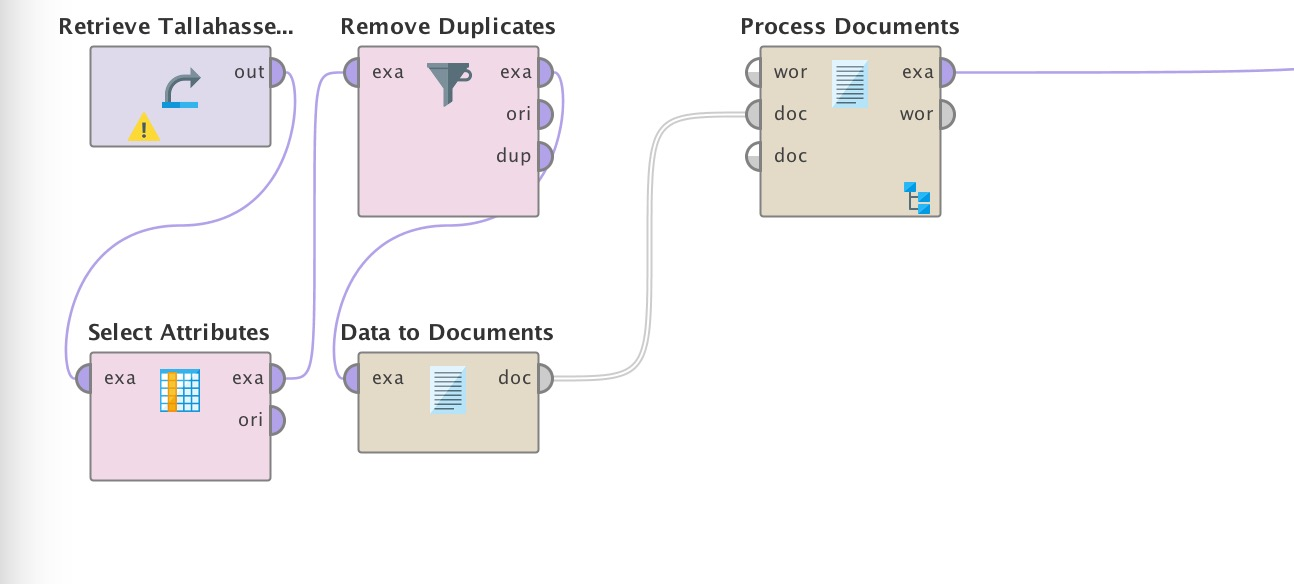 Retrieve Tallahasse...
out
Remove Duplicates
exa exa
ori
dup
Process Documents
wor exa
doc wor
doc
Select Attributes
exa exa
ori
Data to Documents
exa doc